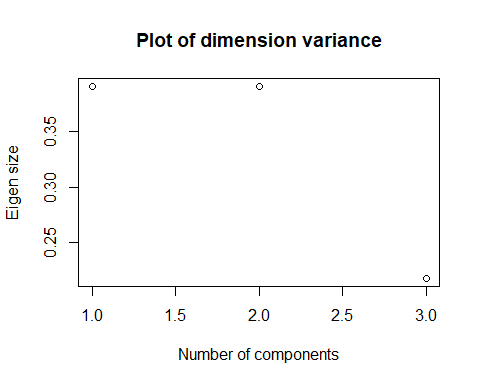 Plot of dimension variance
Eigen size
0.35
0.30
0.25
1.0 1.5 2.0 2.5 3.0
Number of components